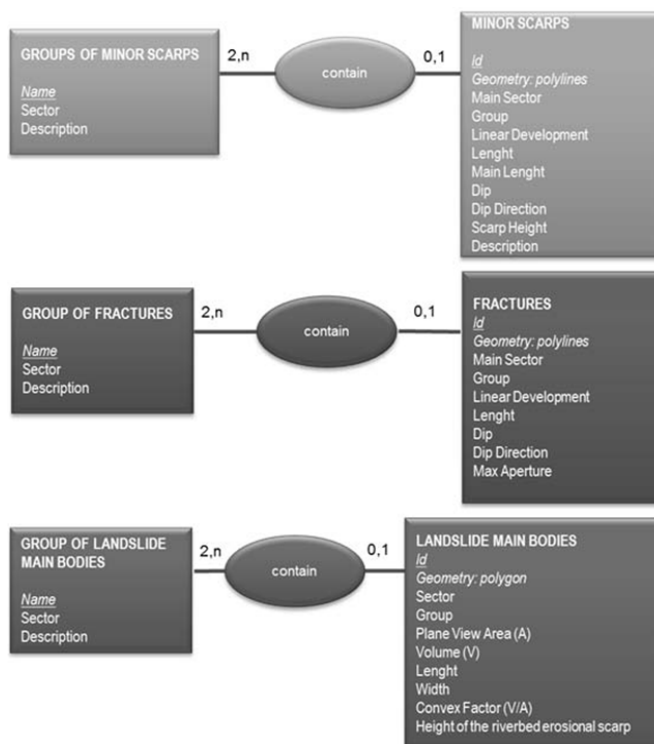 GROUPS OF MINOR SCARPS
Name
Sector
Description
2,n
contain
0,1
MINOR SCARPS
Id
Geometry: polylines
Main Sector
Group
Linear Development
Lenght
Main Lenght
Dip
Dip Direction
Scarp Height
Description
GROUP OF FRACTURES
Name
Sector
Description
2,n
contain
0,1
FRACTURES
Id
Geometry: polylines
Main Sector
Group
Linear Development
Lenght
Dip
Dip Direction
Max Aperture
GROUP OF LANDSLIDE
MAIN BODIES
Name
Sector
Description
2,n
contain
0,1
LANDSLIDE MAIN BODIES
Id
Geometry: polygon
Sector
Group
Plane View Area (A)
Volume (V)
Lenght
Width
Convex Factor (V/A)
Height of the riverbed erosional scarp